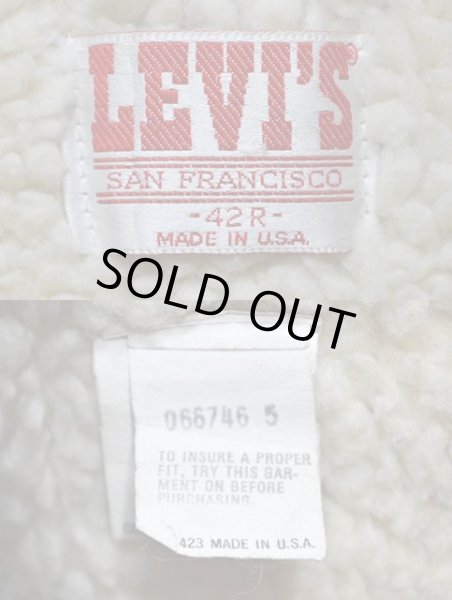 LEVI'S®
SAN FRANCISCO
-42R-
MADE IN U.S.A.
SOLD OUT
066746 5
TO INSURE A PROPER
FIT, TRY THIS GAR-
MENT ON BEFORE
PURCHASING.
423 MADE IN U.S.A.